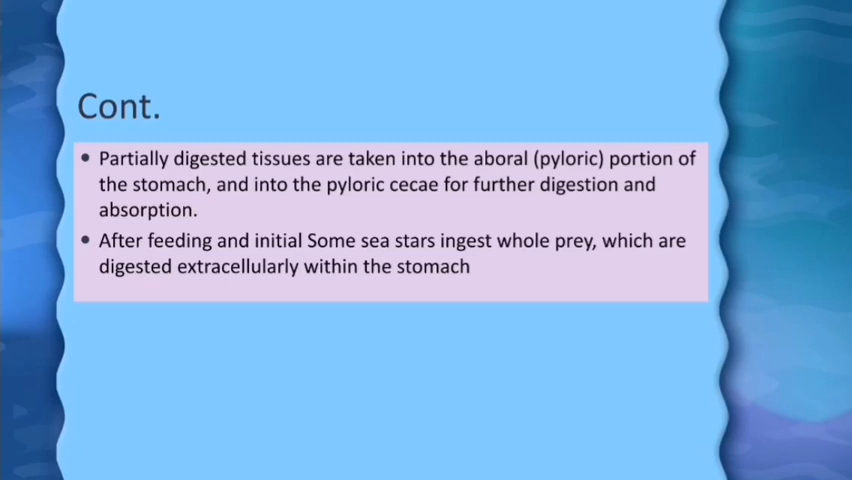 Cont.
• Partially digested tissues are taken into the aboral (pyloric) portion of
the stomach, and into the pyloric cecae for further digestion and
absorption.
• After feeding and initial Some sea stars ingest whole prey, which are
digested extracellularly within the stomach